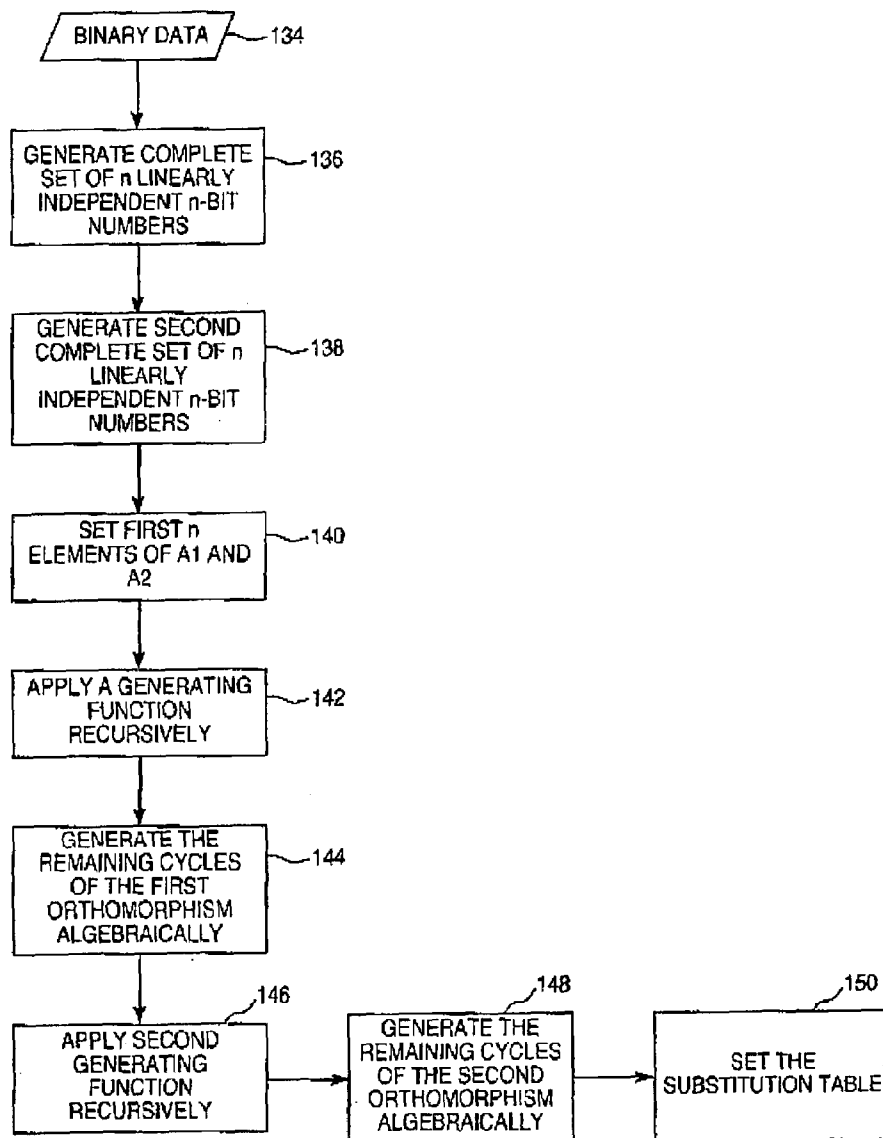 BINARY DATA 134
GENERATE COMPLETE
SET OF n LINEARLY
INDEPENDENT n-BIT
NUMBERS
136
GENERATE SECOND
COMPLETE SET OF n
LINEARLY
INDEPENDENT n-BIT
NUMBERS
138
SET FIRST n
ELEMENTS OF A1 AND
A2
140
APPLY A GENERATING
FUNCTION
RECURSIVELY
142
GENERATE THE
REMAINING CYCLES
OF THE FIRST
ORTHOMORPHISM
ALGEBRAICALLY
144
146
APPLY SECOND
GENERATING
FUNCTION
RECURSIVELY
148
GENERATE THE
REMAINING CYCLES
OF THE SECOND
ORTHOMORPHISM
ALGEBRAICALLY
150
SET THE
SUBSTITUTION TABLE